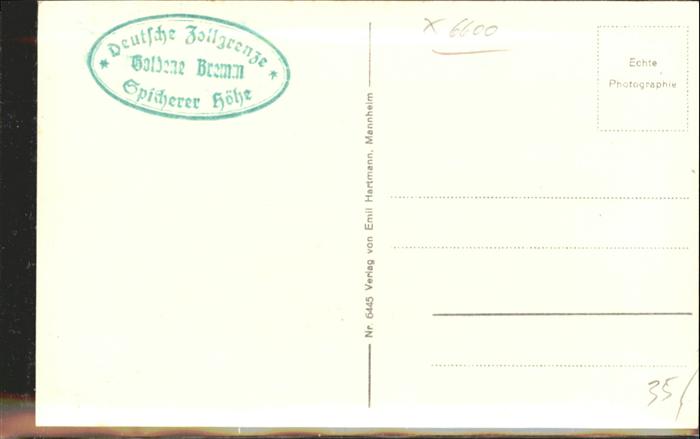 Deutsche Zollgrenze
Goldene Bremm
Spicherer Höhe
x 6600
Echte
Photographie
Nr. 6445 Verlag von Emil Hartmann, Mannheim
35